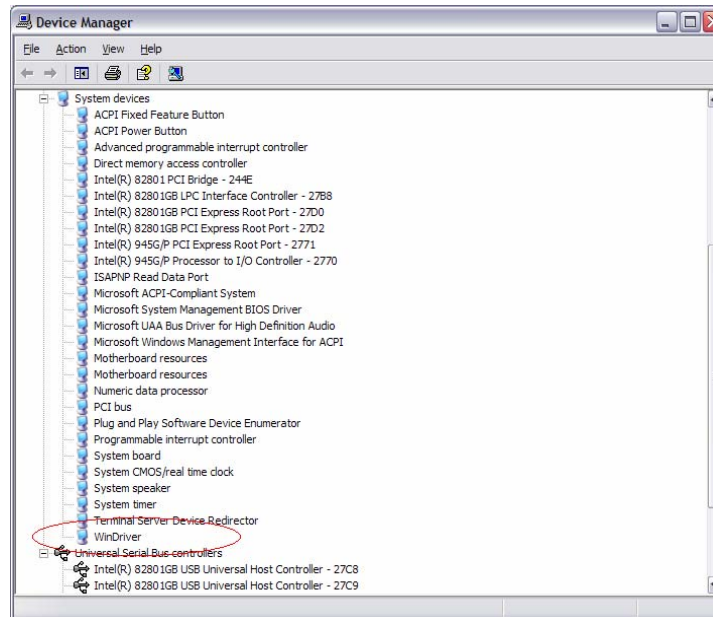 Device Manager
File Action View Help
System devices
ACPI Fixed Feature Button
ACPI Power Button
Advanced programmable interrupt controller
Direct memory access controller
Intel(R) 82801 PCI Bridge - 244E
Intel(R) 82801GB LPC Interface Controller - 27B8
Intel(R) 82801GB PCI Express Root Port - 27D0
Intel(R) 82801GB PCI Express Root Port - 27D2
Intel(R) 945G/P PCI Express Root Port - 2771
Intel(R) 945G/P Processor to I/O Controller - 2770
ISAPNP Read Data Port
Microsoft ACPI-Compliant System
Microsoft System Management BIOS Driver
Microsoft UAA Bus Driver for High Definition Audio
Microsoft Windows Management Interface for ACPI
Motherboard resources
Motherboard resources
Numeric data processor
PCI bus
Plug and Play Software Device Enumerator
Programmable interrupt controller
System board
System CMOS/real time clock
System speaker
System timer
Terminal Server Device Redirector
WinDriver
Universal Serial Bus controllers
Intel(R) 82801GB USB Universal Host Controller - 27C8
Intel(R) 82801GB USB Universal Host Controller - 27C9